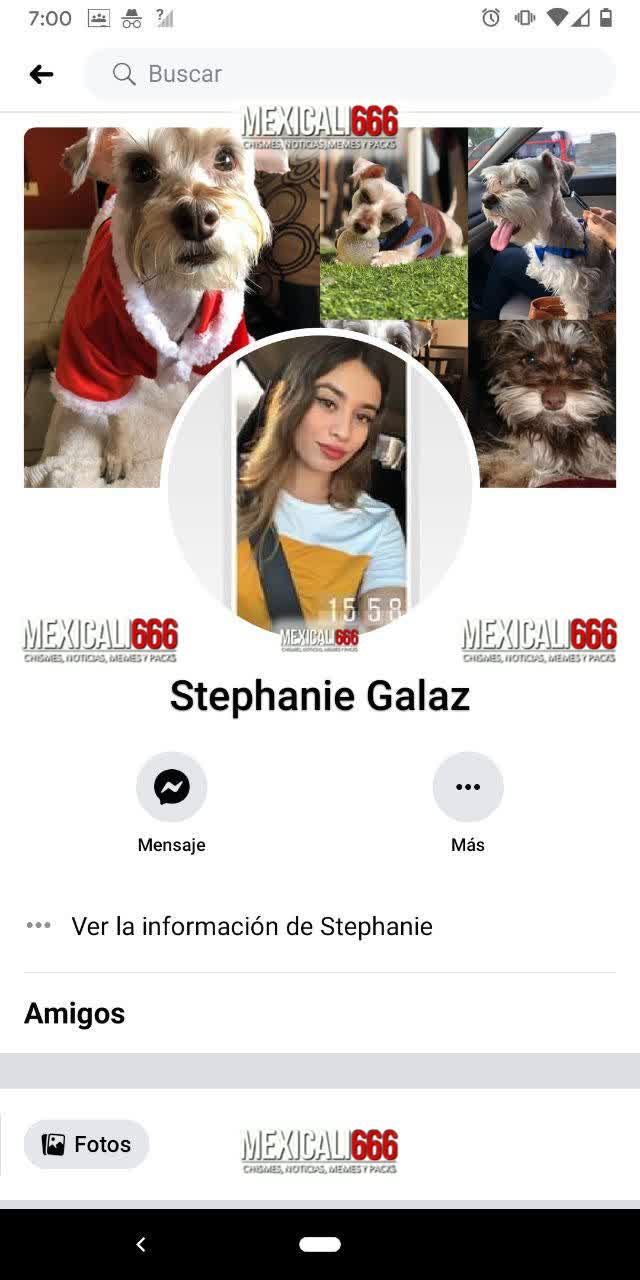 7:00
Buscar
MEXICALI666
CHISMES, NOTICIAS, MEMES Y PACKS
15 58
MEXICALI666
CHISMES, NOTICIAS, MEMES Y PACKS
MEXICALI666
CHISMES, NOTICIAS, MEMES Y PACKS
MEXICALI666
CHISMES, NOTICIAS, MEMES Y PACKS
Stephanie Galaz
Mensaje
Más
Ver la información de Stephanie
Amigos
Fotos
MEXICALI666
CHISMES, NOTICIAS, MEMES Y PACKS